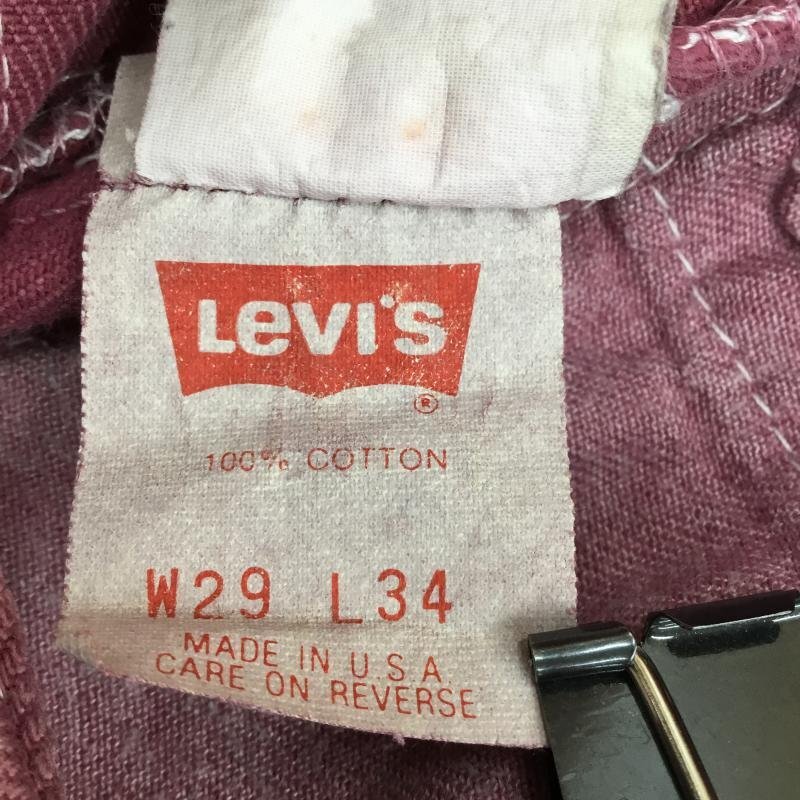 Levi's
®
100% COTTON
W29 L34
MADE IN U.S.A.
CARE ON REVERSE